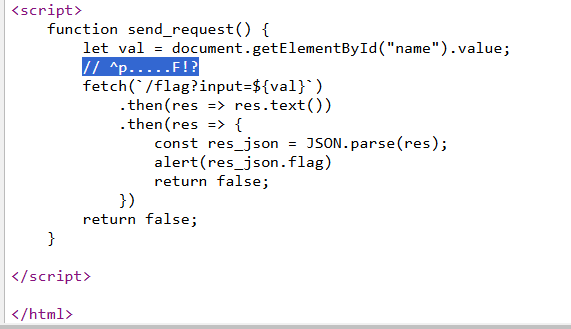 <script>
function send_request() {
let val = document.getElementById("name").value;
// ^p.....F!?
fetch(`/flag?input=${val}`)
.then(res => res.text())
.then(res => {
const res_json = JSON.parse(res);
alert(res_json.flag)
return false;
})
return false;
}
</script>
</html>